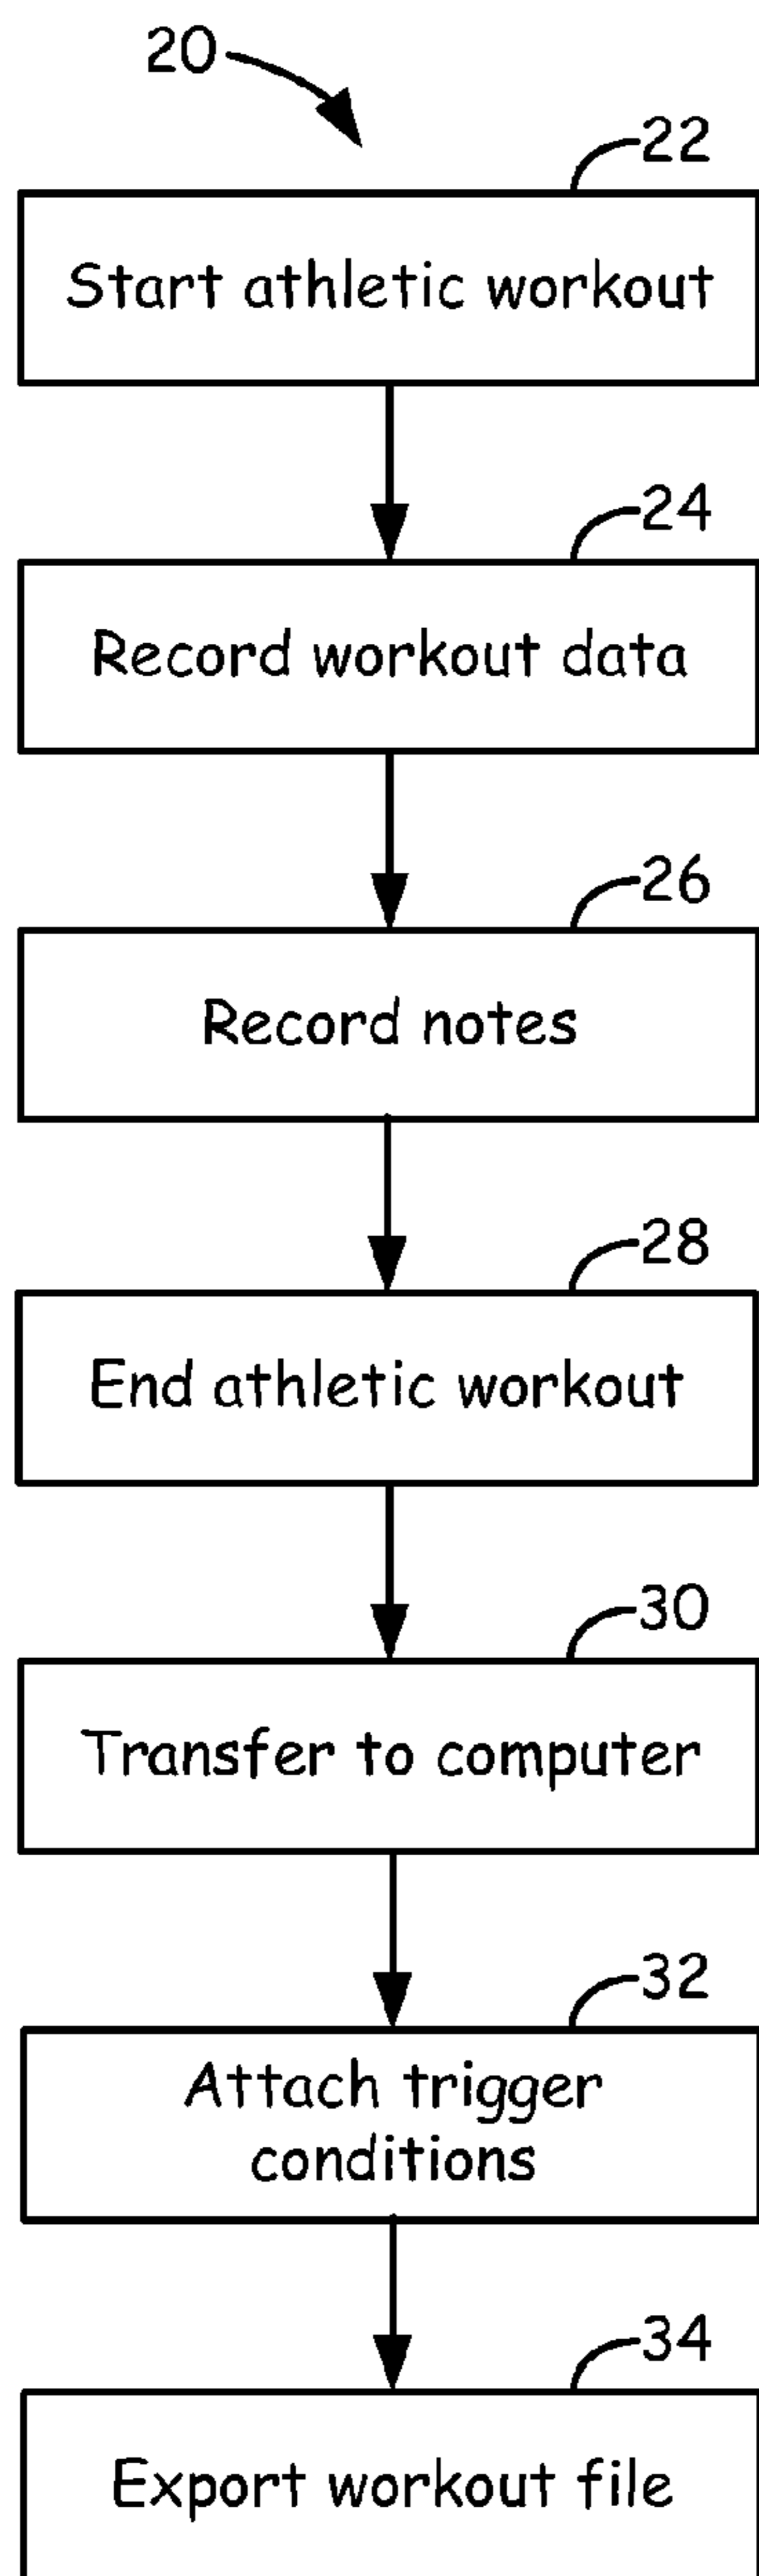 20
22
Start athletic workout
24
Record workout data
26
Record notes
28
End athletic workout
30
Transfer to computer
32
Attach trigger
conditions
34
Export workout file